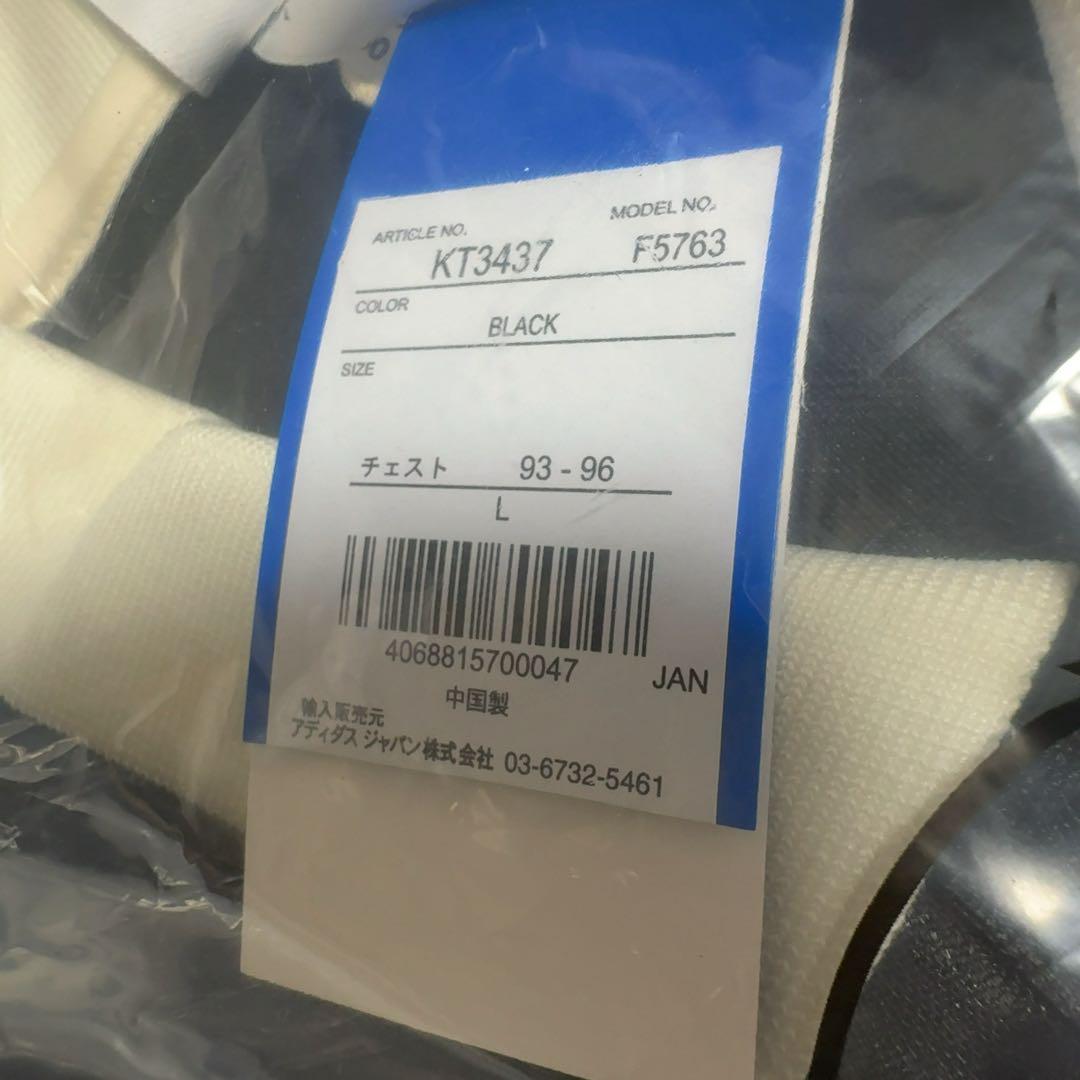 ARTICLE NO.
MODEL NO.
KT3437
F5763
COLOR
BLACK
SIZE
チェスト 93 - 96
L
4068815700047
JAN
中国製
輸入販売元
アディダス ジャパン株式会社 03-6732-5461